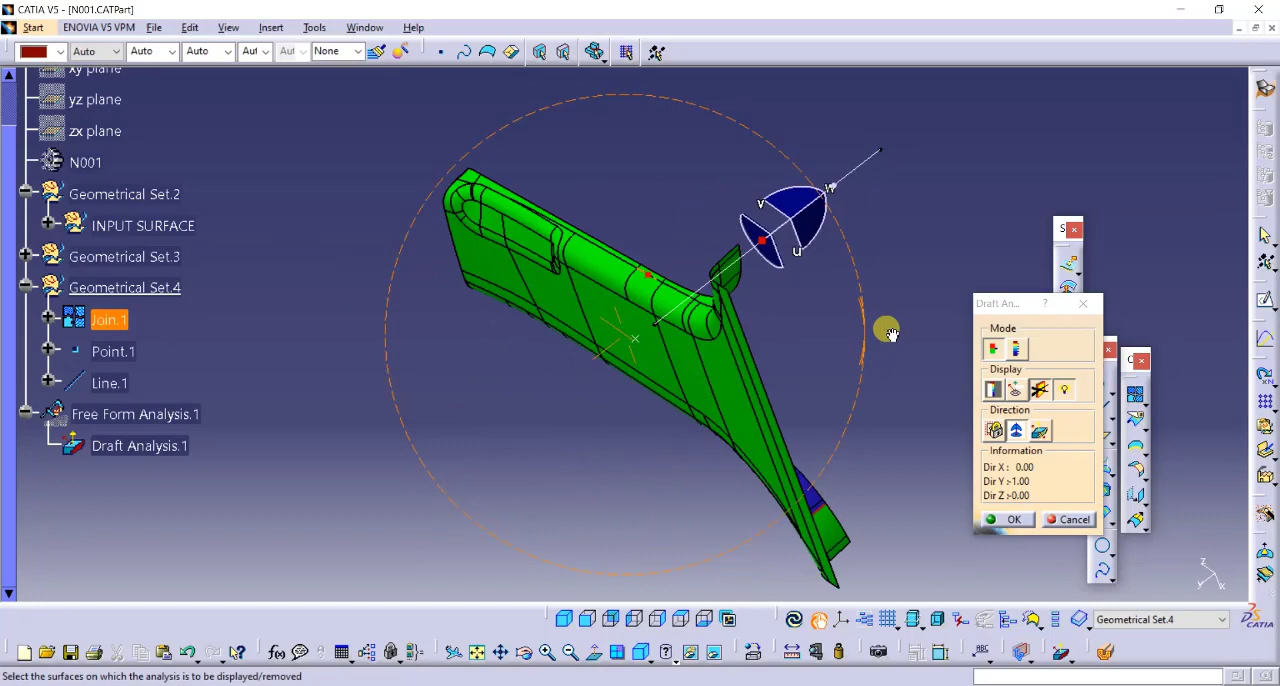 CATIA V5 - [N001.CATPart]
Start ENOVIA V5 VPM File Edit View Insert Tools Window Help
Auto Auto Auto Aut Aut None
xy plane
yz plane
zx plane
N001
Geometrical Set.2
INPUT SURFACE
Geometrical Set.3
Geometrical Set.4
Join.1
Point.1
Line.1
Free Form Analysis.1
Draft Analysis.1
w
v
u
S
Draft An... ?
Mode
Display
Direction
Information
Dir X : 0.00
Dir Y :-1.00
Dir Z :-0.00
OK Cancel
z
y x
Geometrical Set.4
CATIA
f(x)
ABC
Select the surfaces on which the analysis is to be displayed/removed